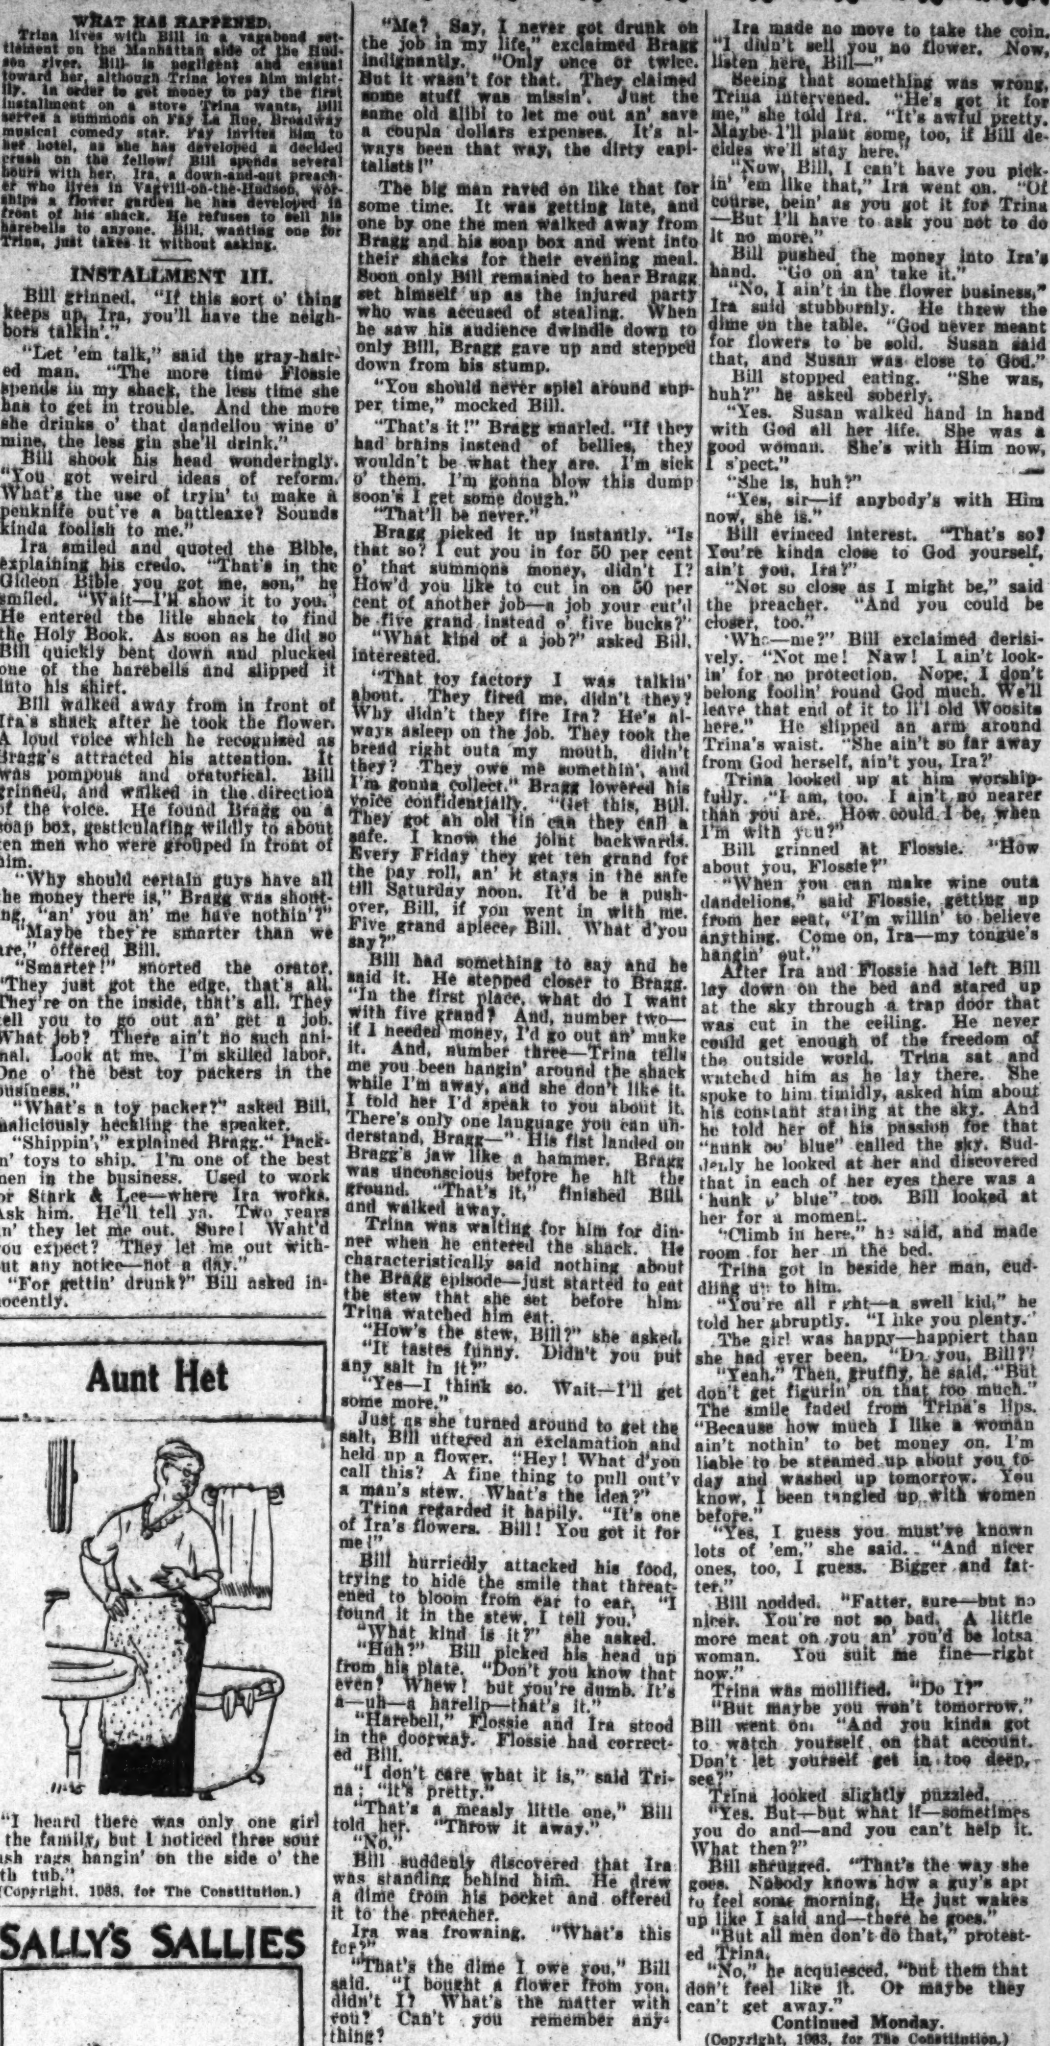 WHAT HAS HAPPENED.
Trina lives with Bill in a vagabond set-
tlement on the Manhattan side of the Hud-
son river. Bill is negligent and casual
toward her, although Trina loves him might-
ily. In order to get money to pay the first
installment on a stove Trina wants, Bill
serves a summons on Fay La Rue, Broadway
musical comedy star. Fay invites him to
her hotel, as she has developed a decided
crush on the fellow! Bill spends several
hours with her. Ira, a down-and-out preach-
er who lives in Vagvill-on-the-Hudson, wor-
ships a flower garden he has developed in
front of his shack. He refuses to sell his
harebells to anyone. Bill, wanting one for
Trina, just takes it without asking.
INSTALLMENT III.
Bill grinned. "If this sort o' thing
keeps up, Ira, you'll have the neigh-
bors talkin'."
"Let 'em talk," said the gray-hair-
ed man. "The more time Flossie
spends in my shack, the less time she
has to get in trouble. And the more
she drinks o' that dandelion wine o'
mine, the less gin she'll drink."
Bill shook his head wonderingly.
"You got weird ideas of reform.
What's the use of tryin' to make a
penknife out've a battleaxe? Sounds
kinda foolish to me."
Ira smiled and quoted the Bible,
explaining his credo. "That's in the
Gideon Bible you got me, son," he
smiled. "Wait—I'll show it to you."
He entered the litle shack to find
the Holy Book. As soon as he did so
Bill quickly bent down and plucked
one of the harebells and slipped it
into his shirt.
Bill walked away from in front of
Ira's shack after he took the flower.
A loud voice which he recognized as
Bragg's attracted his attention. It
was pompous and oratorical. Bill
grinned, and walked in the direction
of the voice. He found Bragg on a
soap box, gesticulating wildly to about
ten men who were grouped in front of
him.
"Why should certain guys have all
the money there is," Bragg was shout-
ing, "an' you an' me have nothin'?"
"Maybe they're smarter than we
are," offered Bill.
"Smarter!" snorted the orator.
"They just got the edge, that's all.
They're on the inside, that's all. They
tell you to go out an' get a job.
What job? There ain't no such ani-
mal. Look at me. I'm skilled labor.
One o' the best toy packers in the
business."
"What's a toy packer?" asked Bill,
maliciously heckling the speaker.
"Shippin'," explained Bragg. "Pack-
in' toys to ship. I'm one of the best
men in the business. Used to work
for Stark & Lee—where Ira works.
Ask him. He'll tell ya. Two years
an' they let me out. Sure! Waht'd
you expect? They let me out with-
out any notice—not a day."
"For gettin' drunk?" Bill asked in-
nocently.
Aunt Het
11-25
"I heard there was only one girl
the family, but I noticed three sour
ish rags hangin' on the side o' the
th tub."
(Copyright, 1933, for The Constitution.)
SALLY'S SALLIES
"Me? Say, I never got drunk on
the job in my life," exclaimed Bragg
indignantly. "Only once or twice.
But it wasn't for that. They claimed
some stuff was missin'. Just the
same old alibi to let me out an' save
a coupla dollars expenses. It's al-
ways been that way, the dirty capi-
talists!"
The big man raved on like that for
some time. It was getting late, and
one by one the men walked away from
Bragg and his soap box and went into
their shacks for their evening meal.
Soon only Bill remained to hear Bragg
set himself up as the injured party
who was accused of stealing. When
he saw his audience dwindle down to
only Bill, Bragg gave up and stepped
down from his stump.
"You should never spiel around sup-
per time," mocked Bill.
"That's it!" Bragg snarled. "If they
had brains instead of bellies, they
wouldn't be what they are. I'm sick
o' them. I'm gonna blow this dump
soon's I get some dough."
"That'll be never."
Bragg picked it up instantly. "Is
that so? I cut you in for 50 per cent
o' that summons money, didn't I?
How'd you like to cut in on 50 per
cent of another job—a job your cut'd
be five grand instead o' five bucks?"
"What kind of a job?" asked Bill,
interested.
"That toy factory I was talkin'
about. They fired me, didn't they?
Why didn't they fire Ira? He's al-
ways asleep on the job. They took the
bread right outa my mouth, didn't
they? They owe me somethin', and
I'm gonna collect." Bragg lowered his
voice confidentially. "Get this, Bill.
They got an old tin can they call a
safe. I know the joint backwards.
Every Friday they get ten grand for
the pay roll, an' it stays in the safe
till Saturday noon. It'd be a push-
over, Bill, if you went in with me.
Five grand apiece, Bill. What d'you
say?"
Bill had something to say and he
said it. He stepped closer to Bragg.
"In the first place, what do I want
with five grand? And, number two—
if I needed money, I'd go out an' make
it. And, number three—Trina tells
me you been hangin' around the shack
while I'm away, and she don't like it.
I told her I'd speak to you about it.
There's only one language you can un-
derstand, Bragg—" His fist landed on
Bragg's jaw like a hammer. Bragg
was unconscious before he hit the
ground. "That's it," finished Bill
and walked away.
Trina was waiting for him for din-
ner when he entered the shack. He
characteristically said nothing about
the Bragg episode—just started to eat
the stew that she set before him.
Trina watched him eat.
"How's the stew, Bill?" she asked.
"It tastes funny. Didn't you put
any salt in it?"
"Yes—I think so. Wait—I'll get
some more."
Just as she turned around to get the
salt, Bill uttered an exclamation and
held up a flower. "Hey! What d'you
call this? A fine thing to pull out'v
a man's stew. What's the idea?"
Trina regarded it hapily. "It's one
of Ira's flowers. Bill! You got it for
me!"
Bill hurriedly attacked his food,
trying to hide the smile that threat-
ened to bloom from ear to ear. "I
found it in the stew, I tell you."
"What kind is it?" she asked.
"Huh?" Bill picked his head up
from his plate. "Don't you know that
even? Whew! but you're dumb. It's
a—uh—a harelip—that's it."
"Harebell," Flossie and Ira stood
in the doorway. Flossie had correct-
ed Bill.
"I don't care what it is," said Tri-
na; "it's pretty."
"That's a measly little one," Bill
told her. "Throw it away."
"No."
Bill suddenly discovered that Ira
was standing behind him. He drew
a dime from his pocket and offered
it to the preacher.
Ira was frowning. "What's this
for?"
"That's the dime I owe you," Bill
said. "I bought a flower from you,
didn't I? What's the matter with
you? Can't you remember any-
thing?
Ira made no move to take the coin.
"I didn't sell you no flower. Now,
listen here, Bill—"
Seeing that something was wrong,
Trina intervened. "He's got it for
me," she told Ira. "It's awful pretty.
Maybe I'll plant some, too, if Bill de-
cides we'll stay here."
"Now, Bill, I can't have you pick-
in' 'em like that," Ira went on. "Of
course, bein' as you got it for Trina
—But I'll have to ask you not to do
it no more."
Bill pushed the money into Ira's
hand. "Go on an' take it."
"No, I ain't in the flower business,"
Ira said stubbornly. He threw the
dime on the table. "God never meant
for flowers to be sold. Susan said
that, and Susan was close to God."
Bill stopped eating. "She was,
huh?" he asked soberly.
"Yes. Susan walked hand in hand
with God all her life. She was a
good woman. She's with Him now,
I s'pect."
"She is, huh?"
"Yes, sir—if anybody's with Him
now, she is."
Bill evinced interest. "That's so?
You're kinda close to God yourself,
ain't you, Ira?"
"Not so close as I might be," said
the preacher. "And you could be
closer, too."
"Who—me?" Bill exclaimed derisi-
vely. "Not me! Naw! I ain't look-
in' for no protection. Nope, I don't
belong foolin' round God much. We'll
leave that end of it to li'l old Woosits
here." He slipped an arm around
Trina's waist. "She ain't so far away
from God herself, ain't you, Ira?'
Trina looked up at him worship-
fully. "I am, too. I ain't no nearer
than you are. How could I be, when
I'm with you?"
Bill grinned at Flossie. "How
about you, Flossie?"
"When you can make wine outa
dandelions," said Flossie, getting up
from her seat, "I'm willin' to believe
anything. Come on, Ira—my tongue's
hangin' out."
After Ira and Flossie had left Bill
lay down on the bed and stared up
at the sky through a trap door that
was cut in the ceiling. He never
could get enough of the freedom of
the outside world. Trina sat and
watched him as he lay there. She
spoke to him timidly, asked him about
his constant staring at the sky. And
he told her of his passion for that
"hunk ou' blue" called the sky. Sud-
denly he looked at her and discovered
that in each of her eyes there was a
'hunk o' blue" too. Bill looked at
her for a moment.
"Climb in here," he said, and made
room for her in the bed.
Trina got in beside her man, cud-
dling up to him.
"You're all right—a swell kid," he
told her abruptly. "I like you plenty."
The girl was happy—happiert than
she had ever been. "Do you, Bill?"
"Yeah." Then, gruffly, he said, "But
don't get figurin' on that too much."
The smile faded from Trina's lips.
"Because how much I like a woman
ain't nothin' to bet money on. I'm
liable to be steamed up about you to-
day and washed up tomorrow. You
know, I been tangled up with women
before."
"Yes, I guess you must've known
lots of 'em," she said. "And nicer
ones, too, I guess. Bigger and fat-
ter."
Bill nodded. "Fatter, sure—but no
nicer. You're not so bad. A little
more meat on you an' you'd be lotsa
woman. You suit me fine—right
now."
Trina was mollified. "Do I?"
"But maybe you won't tomorrow."
Bill went on. "And you kinda got
to watch yourself on that account.
Don't let yourself get in too deep,
see?"
Trina looked slightly puzzled.
"Yes. But—but what if—sometimes
you do and—and you can't help it.
What then?"
Bill shrugged. "That's the way she
goes. Nobody knows how a guy's apt
to feel some morning. He just wakes
up like I said and—there he goes."
"But all men don't do that," protest-
ed Trina.
"No," he acquiesced, "but them that
don't feel like it. Or maybe they
can't get away."
Continued Monday.
(Copyright, 1933, for The Constitution.)